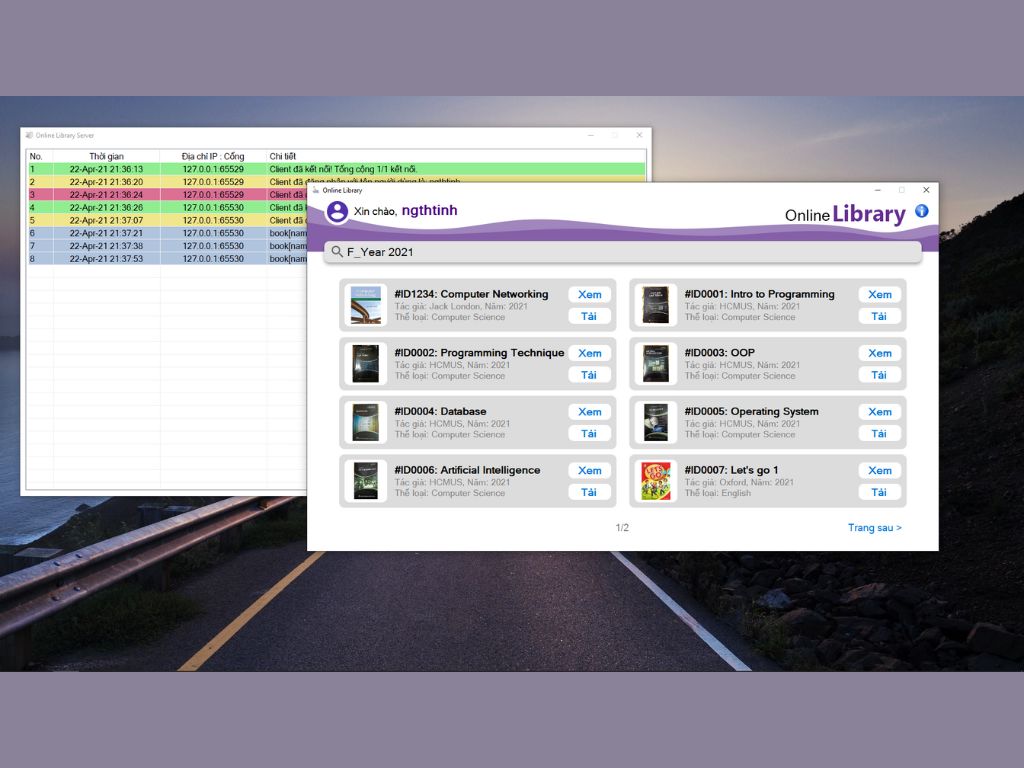 Online Library Server
No. Thời gian Địa chỉ IP : Cổng Chi tiết
1 22-Apr-21 21:36:13 127.0.0.1:65529 Client đã kết nối! Tổng cộng 1/1 kết nối.
2 22-Apr-21 21:36:20 127.0.0.1:65529 Client đã đăng nhập với tên người dùng là: ngthtinh
3 22-Apr-21 21:36:24 127.0.0.1:65529 Client đã
4 22-Apr-21 21:36:26 127.0.0.1:65530 Client đã
5 22-Apr-21 21:37:07 127.0.0.1:65530 Client đã
6 22-Apr-21 21:37:21 127.0.0.1:65530 book[nam
7 22-Apr-21 21:37:38 127.0.0.1:65530 book[nam
8 22-Apr-21 21:37:53 127.0.0.1:65530 book[nam
Online Library
Xin chào, ngthtinh
Online Library
F_Year 2021
#ID1234: Computer Networking
Tác giả: Jack London, Năm: 2021
Thể loại: Computer Science
Xem
Tải
#ID0001: Intro to Programming
Tác giả: HCMUS, Năm: 2021
Thể loại: Computer Science
Xem
Tải
#ID0002: Programming Technique
Tác giả: HCMUS, Năm: 2021
Thể loại: Computer Science
Xem
Tải
#ID0003: OOP
Tác giả: HCMUS, Năm: 2021
Thể loại: Computer Science
Xem
Tải
#ID0004: Database
Tác giả: HCMUS, Năm: 2021
Thể loại: Computer Science
Xem
Tải
#ID0005: Operating System
Tác giả: HCMUS, Năm: 2021
Thể loại: Computer Science
Xem
Tải
#ID0006: Artificial Intelligence
Tác giả: HCMUS, Năm: 2021
Thể loại: Computer Science
Xem
Tải
#ID0007: Let's go 1
Tác giả: Oxford, Năm: 2021
Thể loại: English
Xem
Tải
1/2
Trang sau >